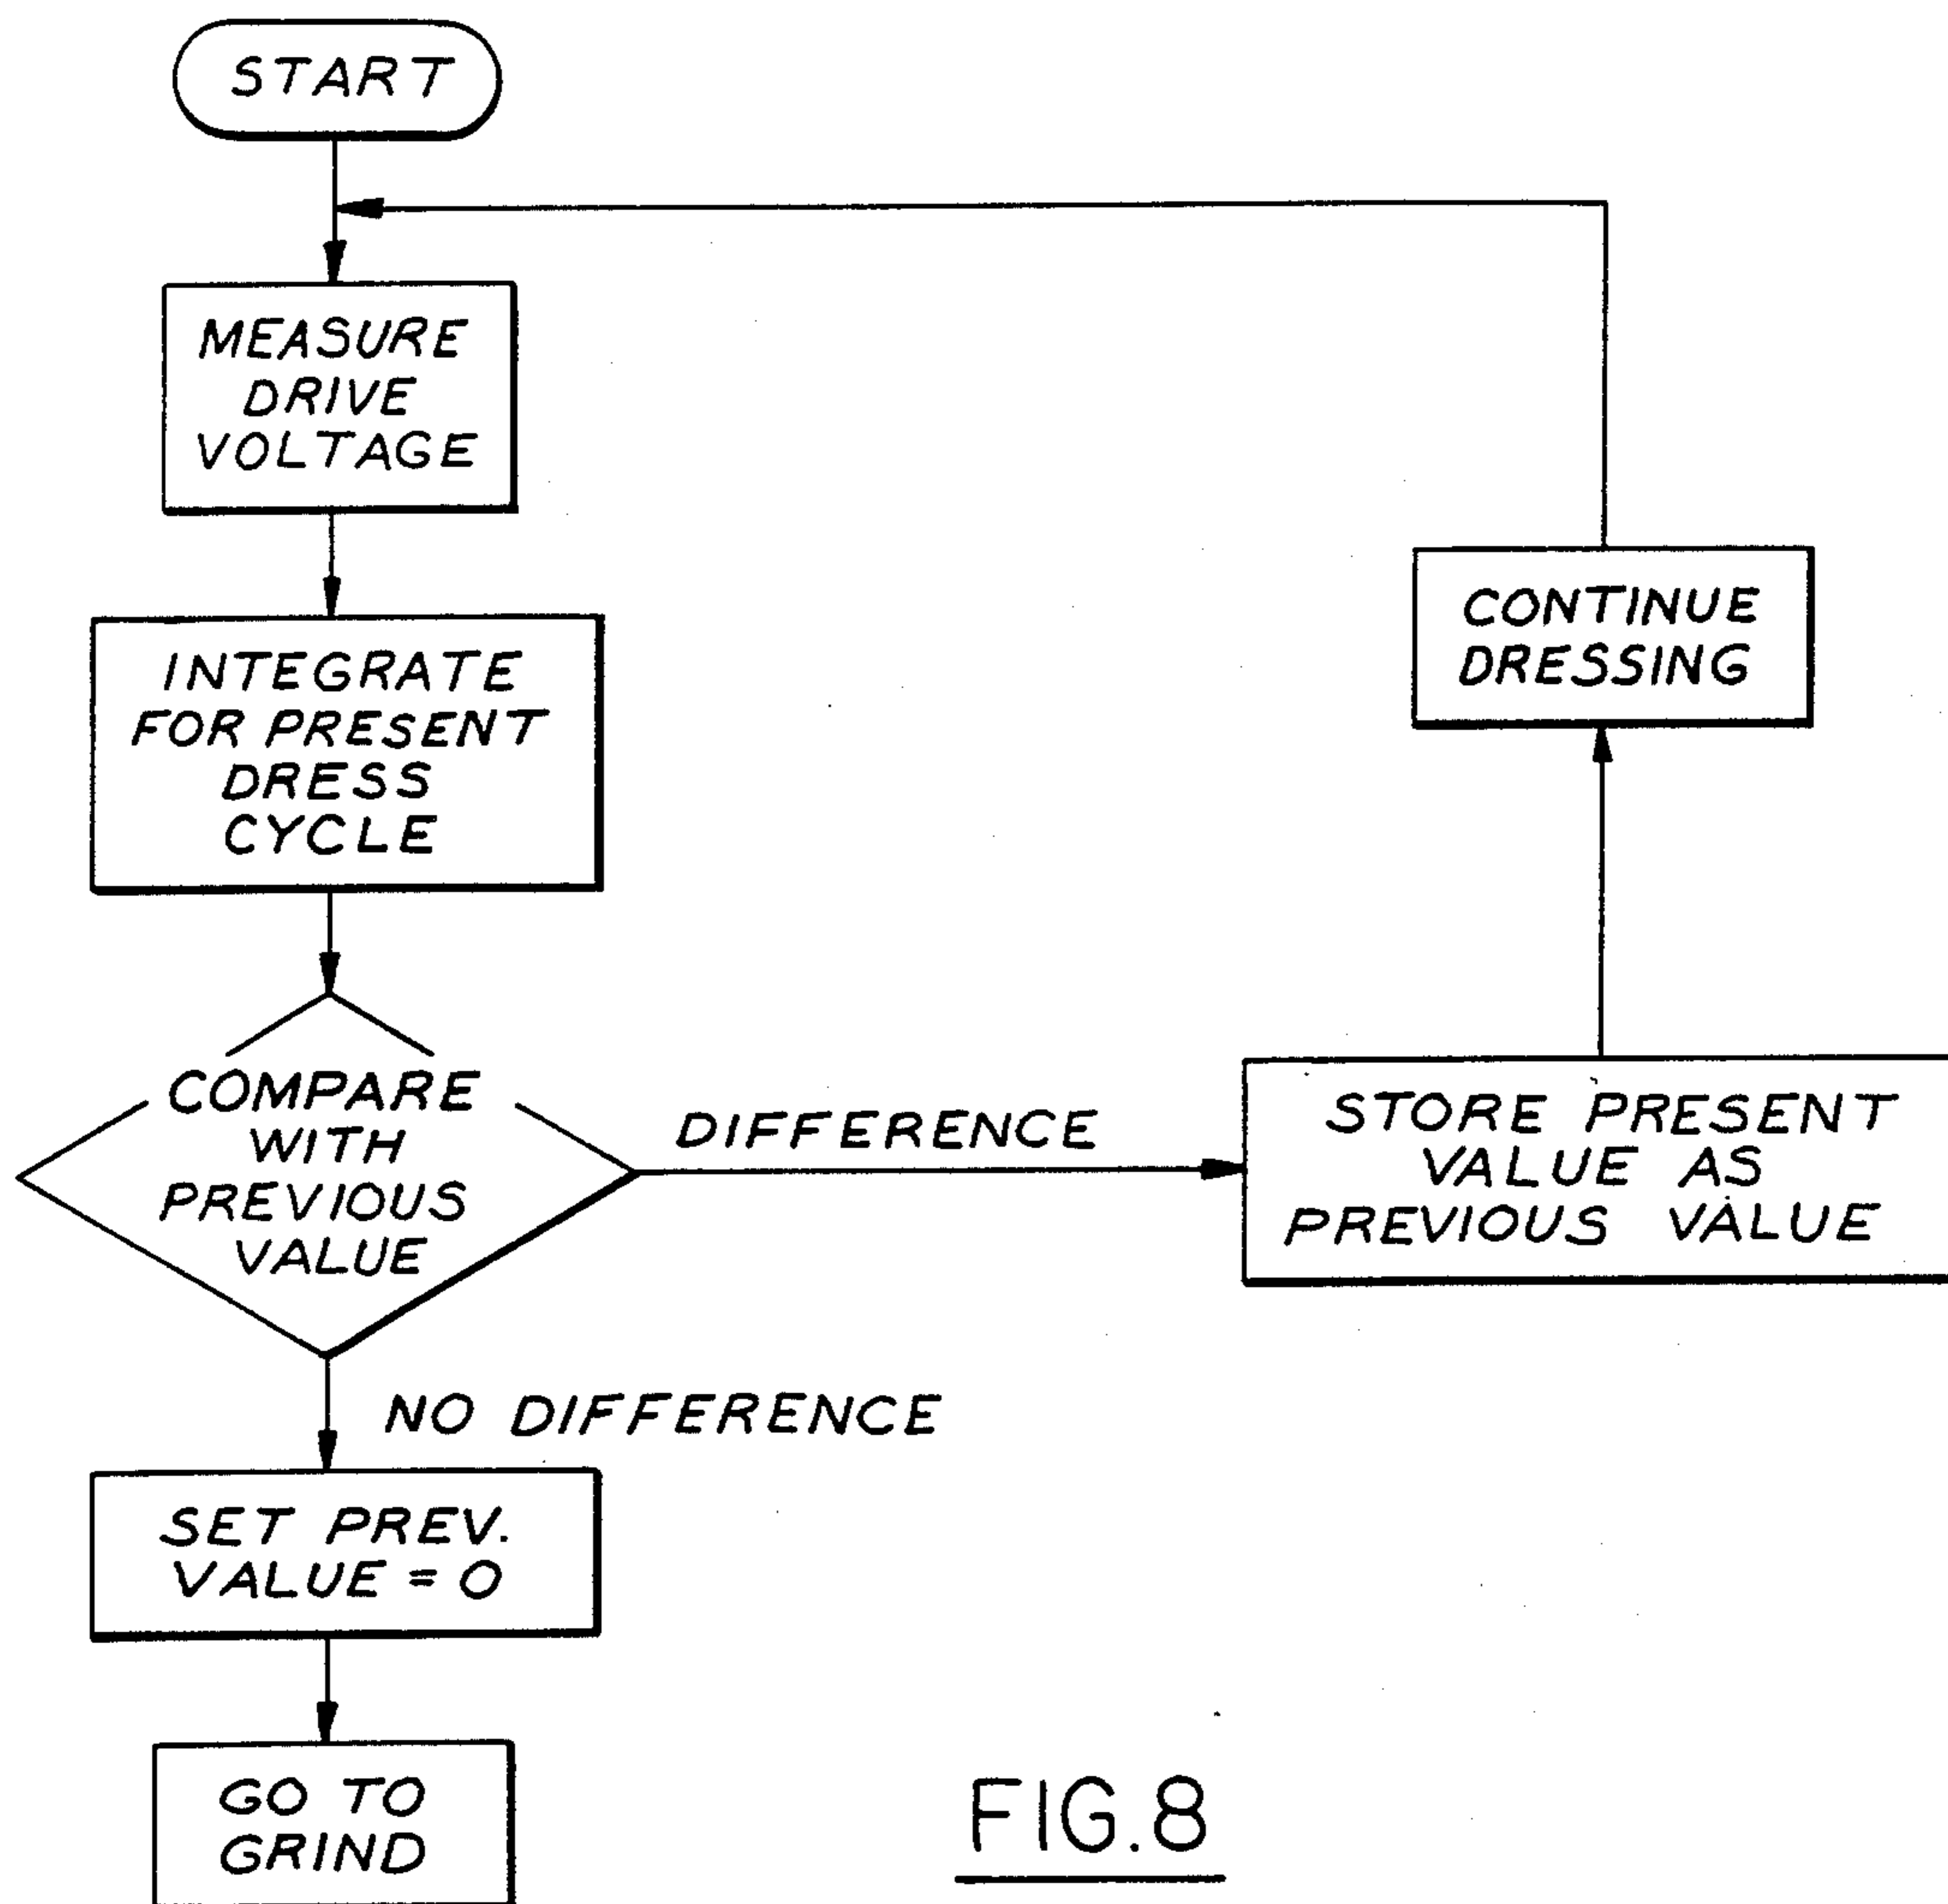 START
MEASURE
DRIVE
VOLTAGE
INTEGRATE
FOR PRESENT
DRESS
CYCLE
COMPARE
WITH
PREVIOUS
VALUE
DIFFERENCE
STORE PRESENT
VALUE AS
PREVIOUS VALUE
CONTINUE
DRESSING
NO DIFFERENCE
SET PREV.
VALUE = 0
GO TO
GRIND
FIG.8